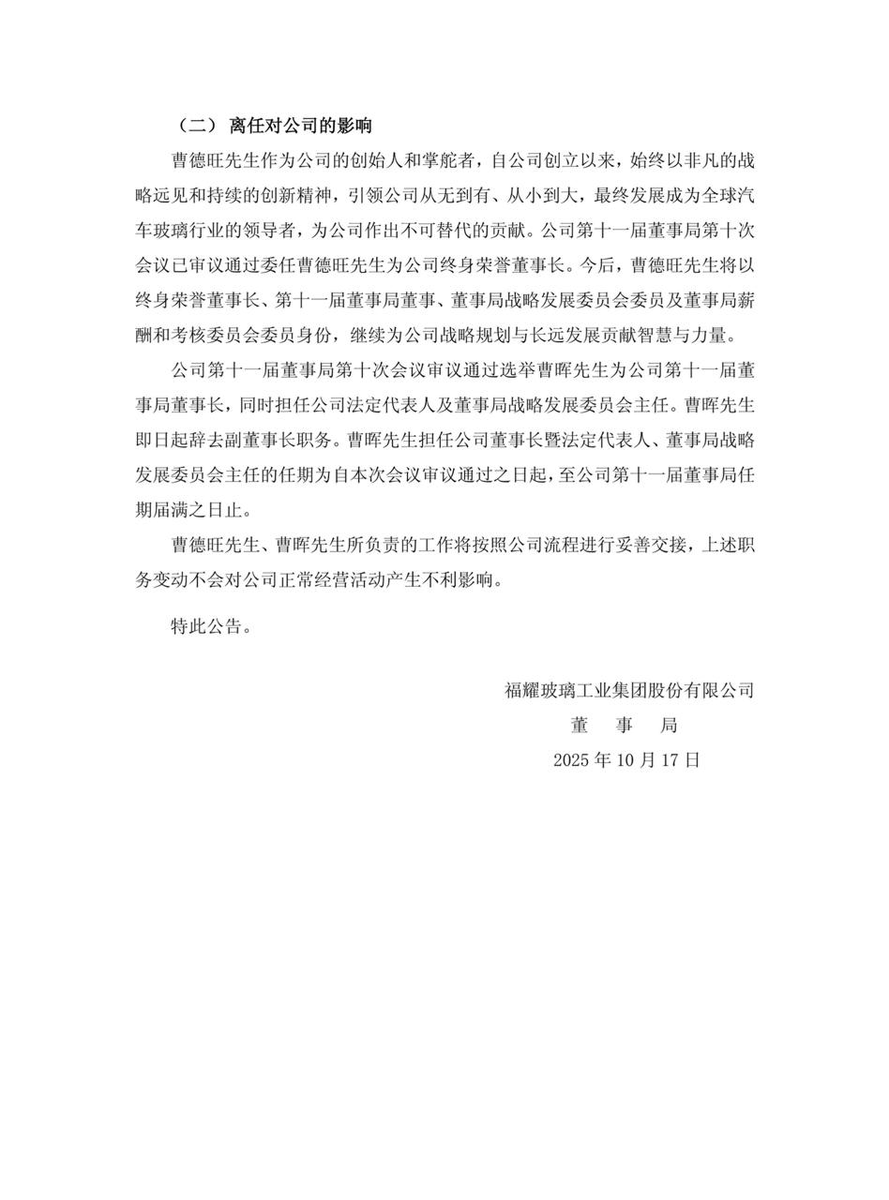 （二） 离任对公司的影响
曹德旺先生作为公司的创始人和掌舵者，自公司创立以来，始终以非凡的战
略远见和持续的创新精神，引领公司从无到有、从小到大，最终发展成为全球汽
车玻璃行业的领导者，为公司作出不可替代的贡献。公司第十一届董事局第十次
会议已审议通过委任曹德旺先生为公司终身荣誉董事长。今后，曹德旺先生将以
终身荣誉董事长、第十一届董事局董事、董事局战略发展委员会委员及董事局薪
酬和考核委员会委员身份，继续为公司战略规划与长远发展贡献智慧与力量。
公司第十一届董事局第十次会议审议通过选举曹晖先生为公司第十一届董
事局董事长，同时担任公司法定代表人及董事局战略发展委员会主任。曹晖先生
即日起辞去副董事长职务。曹晖先生担任公司董事长暨法定代表人、董事局战略
发展委员会主任的任期为自本次会议审议通过之日起，至公司第十一届董事局任
期届满之日止。
曹德旺先生、曹晖先生所负责的工作将按照公司流程进行妥善交接，上述职
务变动不会对公司正常经营活动产生不利影响。
特此公告。
福耀玻璃工业集团股份有限公司
董 事 局
2025 年 10 月 17 日